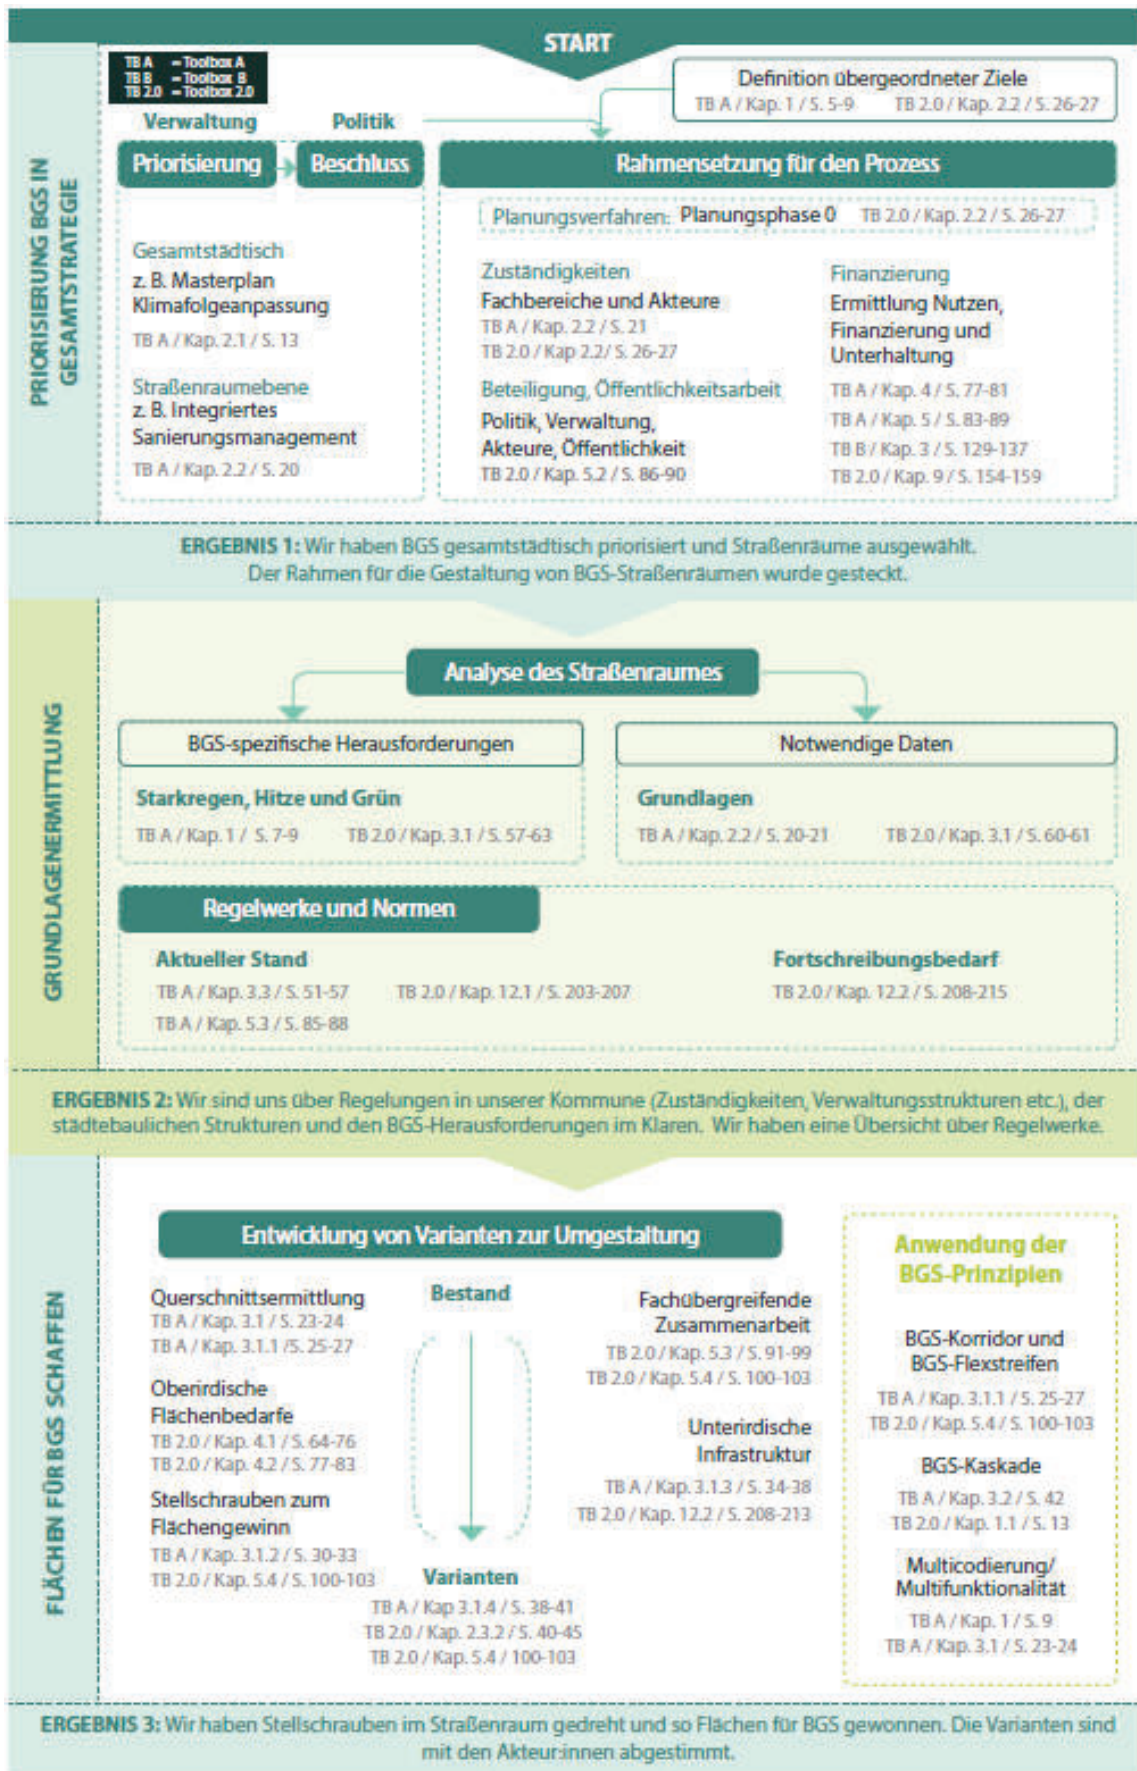 START
TB A = Toolbox A
TB B = Toolbox B
TB 2.0 = Toolbox 2.0
Definition übergeordneter Ziele
TB A / Kap. 1 / S. 5-9 TB 2.0 / Kap. 2.2 / S. 26-27
PRIORISIERUNG BGS IN
GESAMTSTRATEGIE
Verwaltung Politik
Priorisierung Beschluss
Gesamtstädtisch
z. B. Masterplan
Klimafolgeanpassung
TB A / Kap. 2.1 / S. 13
Straßenraumebene
z. B. Integriertes
Sanierungsmanagement
TB A / Kap. 2.2 / S. 20
Rahmensetzung für den Prozess
Planungsverfahren: Planungsphase 0 TB 2.0 / Kap. 2.2 / S. 26-27
Zuständigkeiten
Fachbereiche und Akteure
TB A / Kap. 2.2 / S. 21
TB 2.0 / Kap 2.2 / S. 26-27
Beteiligung, Öffentlichkeitsarbeit
Politik, Verwaltung,
Akteure, Öffentlichkeit
TB 2.0 / Kap. 5.2 / S. 86-90
Finanzierung
Ermittlung Nutzen,
Finanzierung und
Unterhaltung
TB A / Kap. 4 / S. 77-81
TB A / Kap. 5 / S. 83-89
TB B / Kap. 3 / S. 129-137
TB 2.0 / Kap. 9 / S. 154-159
ERGEBNIS 1: Wir haben BGS gesamtstädtisch priorisiert und Straßenräume ausgewählt.
Der Rahmen für die Gestaltung von BGS-Straßenräumen wurde gesteckt.
GRUNDLAGENERMITTLUNG
Analyse des Straßenraumes
BGS-spezifische Herausforderungen
Starkregen, Hitze und Grün
TB A / Kap. 1 / S. 7-9 TB 2.0 / Kap. 3.1 / S. 57-63
Notwendige Daten
Grundlagen
TB A / Kap. 2.2 / S. 20-21 TB 2.0 / Kap. 3.1 / S. 60-61
Regelwerke und Normen
Aktueller Stand
TB A / Kap. 3.3 / S. 51-57 TB 2.0 / Kap. 12.1 / S. 203-207
TB A / Kap. 5.3 / S. 85-88
Fortschreibungsbedarf
TB 2.0 / Kap. 12.2 / S. 208-215
ERGEBNIS 2: Wir sind uns über Regelungen in unserer Kommune (Zuständigkeiten, Verwaltungsstrukturen etc.), der
städtebaulichen Strukturen und den BGS-Herausforderungen im Klaren. Wir haben eine Übersicht über Regelwerke.
FLÄCHEN FÜR BGS SCHAFFEN
Entwicklung von Varianten zur Umgestaltung
Querschnittsermittlung
TB A / Kap. 3.1 / S. 23-24
TB A / Kap. 3.1.1 /S. 25-27
Oberirdische
Flächenbedarfe
TB 2.0 / Kap. 4.1 / S. 64-76
TB 2.0 / Kap. 4.2 / S. 77-83
Stellschrauben zum
Flächengewinn
TB A / Kap. 3.1.2 / S. 30-33
TB 2.0 / Kap. 5.4 / S. 100-103
Bestand
Varianten
TB A / Kap 3.1.4 / S. 38-41
TB 2.0 / Kap. 2.3.2 / S. 40-45
TB 2.0 / Kap. 5.4 / 100-103
Fachübergreifende
Zusammenarbeit
TB 2.0 / Kap. 5.3 / S. 91-99
TB 2.0 / Kap. 5.4 / S. 100-103
Unterirdische
Infrastruktur
TB A / Kap. 3.1.3 / S. 34-38
TB 2.0 / Kap. 12.2 / S. 208-213
Anwendung der
BGS-Prinzipien
BGS-Korridor und
BGS-Flexstreifen
TB A / Kap. 3.1.1 / S. 25-27
TB 2.0 / Kap. 5.4 / S. 100-103
BGS-Kaskade
TB A / Kap. 3.2 / S. 42
TB 2.0 / Kap. 1.1 / S. 13
Multicodierung/
Multifunktionalität
TB A / Kap. 1 / S. 9
TB A / Kap. 3.1 / S. 23-24
ERGEBNIS 3: Wir haben Stellschrauben im Straßenraum gedreht und so Flächen für BGS gewonnen. Die Varianten sind
mit den Akteur:innen abgestimmt.